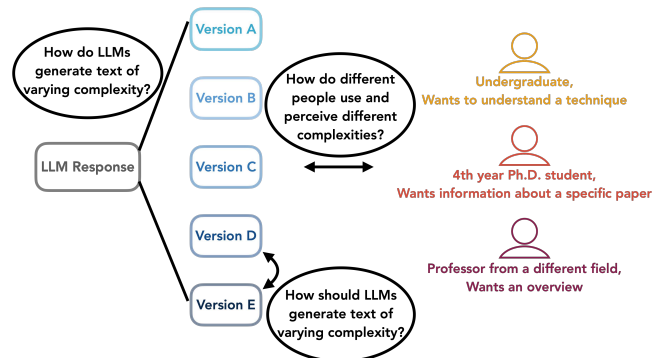 How do LLMs
generate text of
varying complexity?
LLM Response
Version A
Version B
Version C
Version D
Version E
How do different
people use and
perceive different
complexities?
How should LLMs
generate text of
varying complexity?
Undergraduate,
Wants to understand a technique
4th year Ph.D. student,
Wants information about a specific paper
Professor from a different field,
Wants an overview